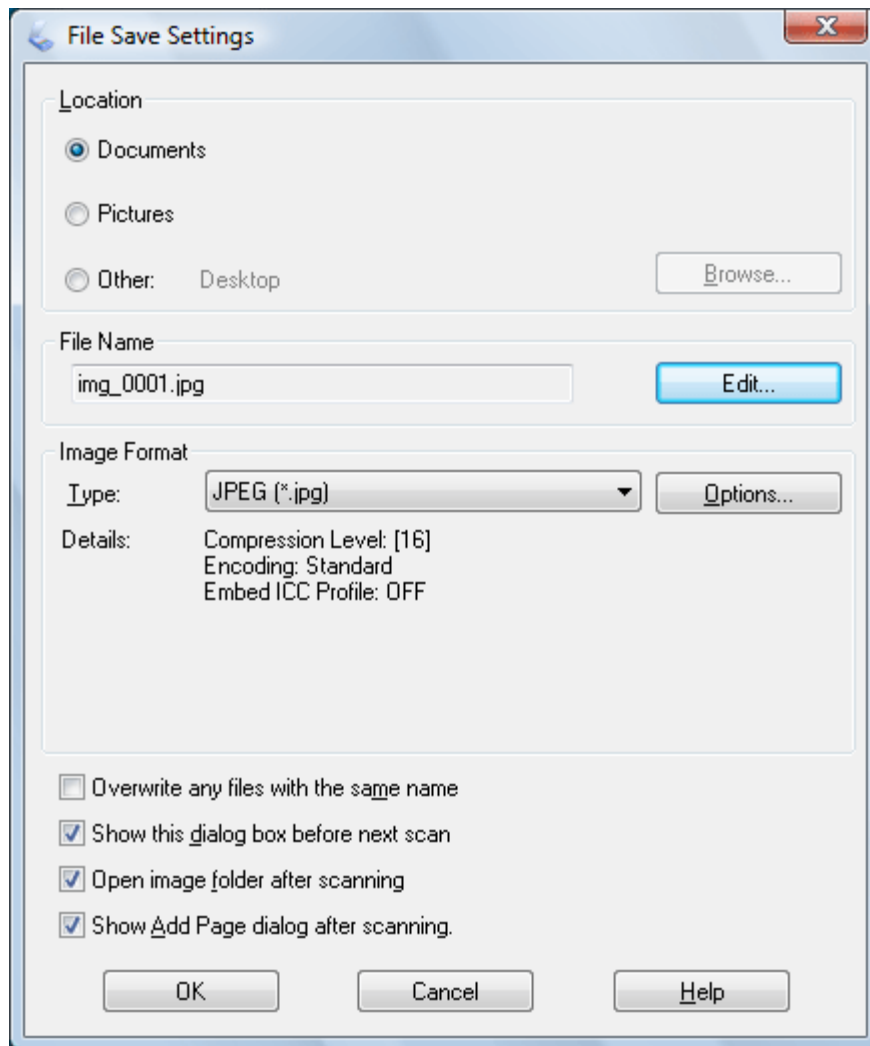 File Save Settings
Location
Documents
Pictures
Other: Desktop Browse...
File Name
img_0001.jpg Edit...
Image Format
Type: JPEG (*.jpg) Options...
Details: Compression Level: [16]
Encoding: Standard
Embed ICC Profile: OFF
Overwrite any files with the same name
Show this dialog box before next scan
Open image folder after scanning
Show Add Page dialog after scanning.
OK Cancel Help